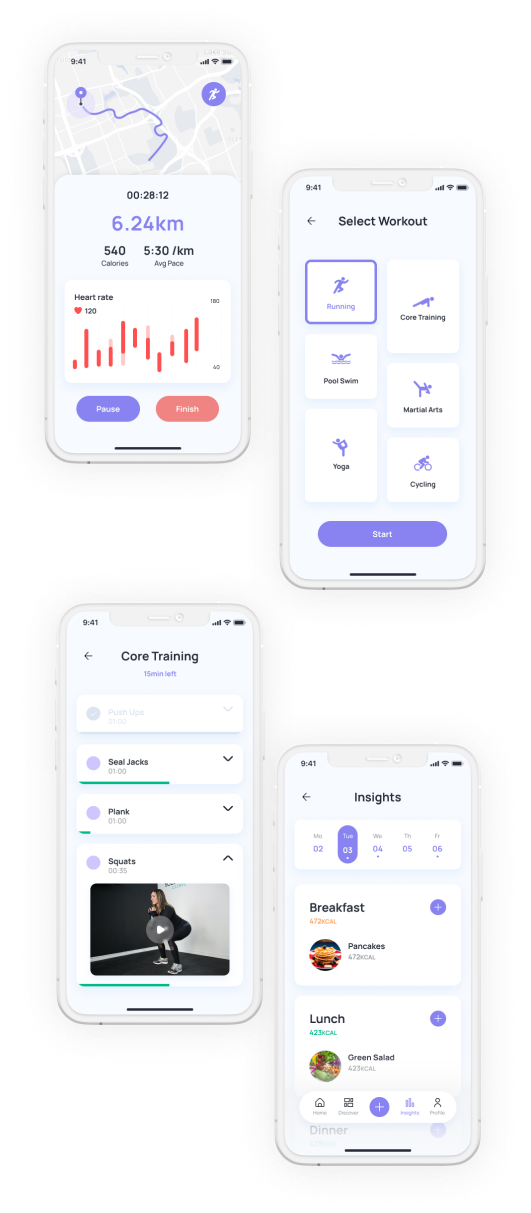 9:41
00:28:12
6.24km
540 5:30 /km
Calories Avg Pace
Heart rate
180
120
40
Pause Finish
9:41
Select Workout
Running
Core Training
Pool Swim
Martial Arts
Yoga
Cycling
Start
9:41
Core Training
15min left
Push Ups
01:00
Seal Jacks
01:00
Plank
01:00
Squats
00:35
9:41
Insights
Mo Tue We Th Fr
02 03 04 05 06
Breakfast
472KCAL
Pancakes
472KCAL
Lunch
423KCAL
Green Salad
423KCAL
Home Discover Insights Profile
Dinner